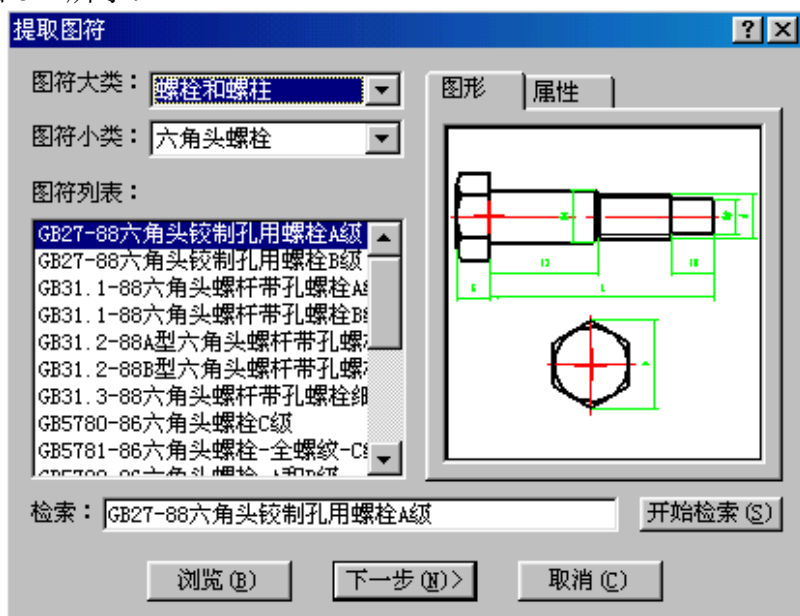 提取图符
图符大类：
螺栓和螺柱
图符小类：
六角头螺栓
图符列表：
GB27-88六角头铰制孔用螺栓A级
GB27-88六角头铰制孔用螺栓B级
GB31.1-88六角头螺杆带孔螺栓A
GB31.1-88六角头螺杆带孔螺栓B
GB31.2-88A型六角头螺杆带孔螺
GB31.2-88B型六角头螺杆带孔螺
GB31.3-88六角头螺杆带孔螺栓细
GB5780-86六角头螺栓C级
GB5781-86六角头螺栓-全螺纹-C
图形
属性
检索：
GB27-88六角头铰制孔用螺栓A级
开始检索(S)
浏览(B)
下一步(N)>
取消(C)